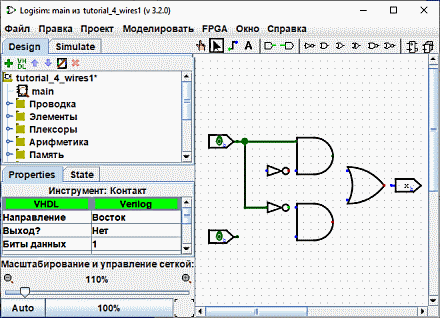 Logisim: main из tutorial_4_wires1 (v 3.2.0)
Файл Правка Проект Моделировать FPGA Окно Справка
Design Simulate
A
VH DL
tutorial_4_wires1*
main
Проводка
Элементы
Плексоры
Арифметика
Память
Properties State
Инструмент: Контакт
VHDL Verilog
Направление Восток
Выход? Нет
Биты данных 1
Масштабирование и управление сеткой:
110%
Auto 100%
0
x
0